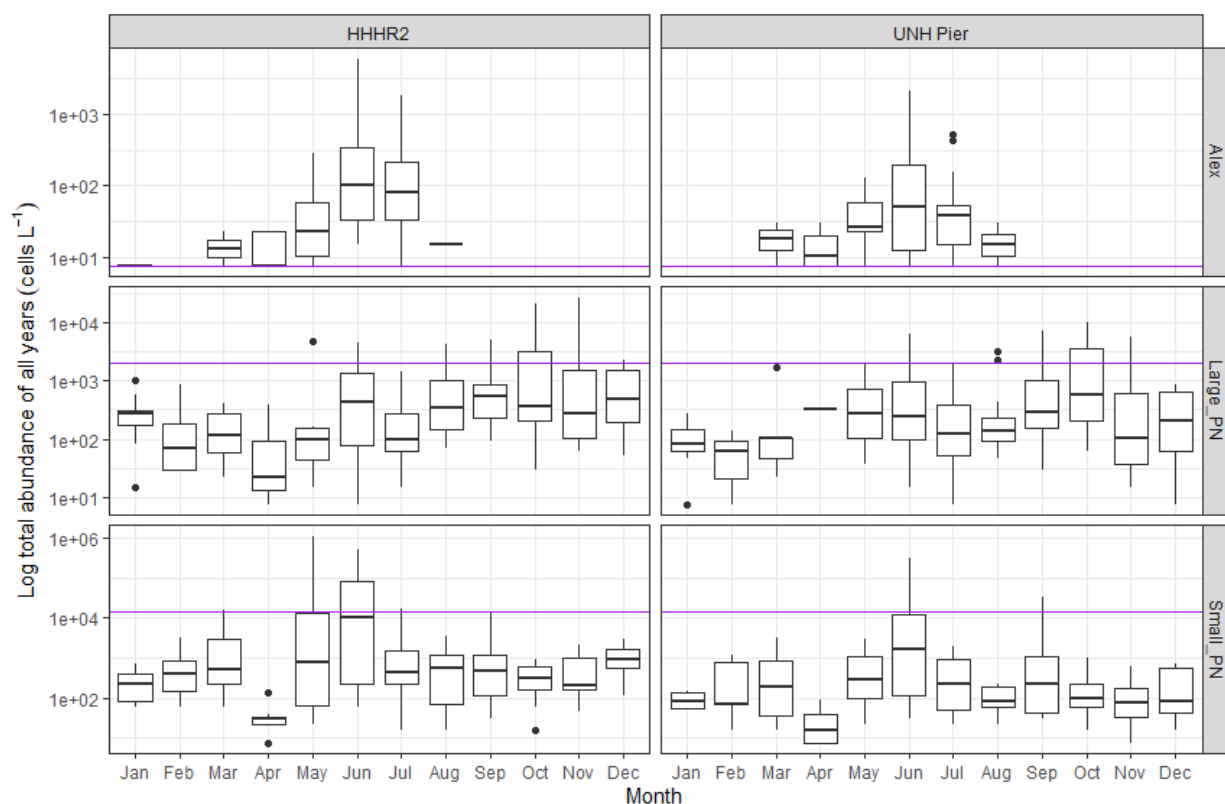 HHHR2 UNH Pier
Log total abundance of all years (cells L⁻¹)
1e+03
1e+02
1e+01
Alex
1e+04
1e+03
1e+02
1e+01
Large_PN
1e+06
1e+04
1e+02
Small_PN
Jan Feb Mar Apr May Jun Jul Aug Sep Oct Nov Dec Jan Feb Mar Apr May Jun Jul Aug Sep Oct Nov Dec
Month